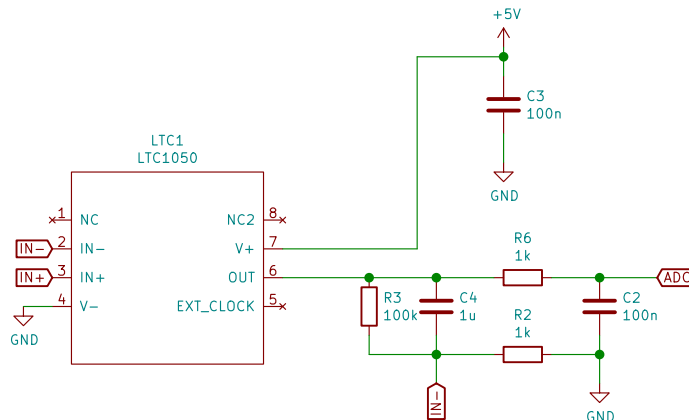 +5V
C3
100n
GND
LTC1
LTC1050
1 NC NC2 8
IN- 2 IN- V+ 7
IN+ 3 IN+ OUT 6
4 V- EXT_CLOCK 5
GND
R6
1k
ADC
R3
100k
C4
1u
R2
1k
C2
100n
IN-
GND